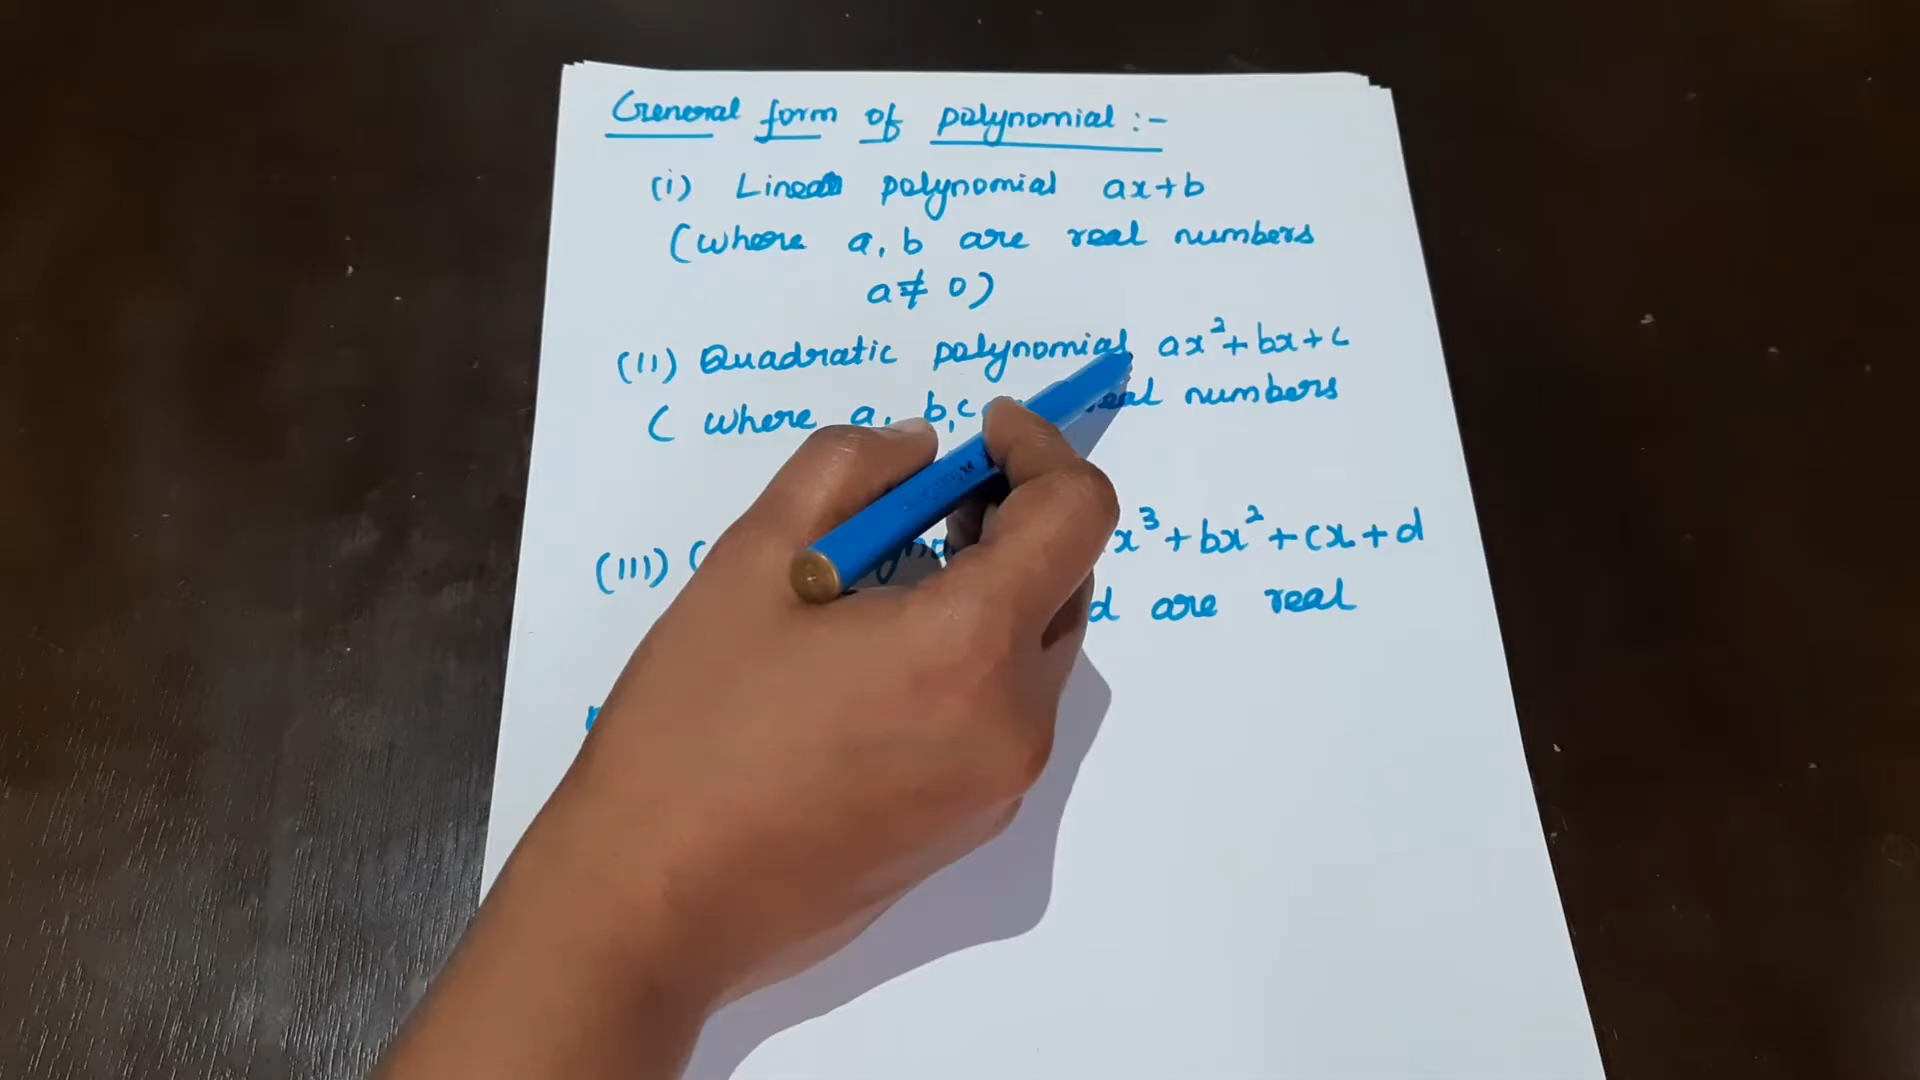 General form of polynomial :-
(i) Linear polynomial ax+b
(where a, b are real numbers
a ≠ 0)
(ii) Quadratic polynomial ax²+bx+c
( where a, b, c real numbers
(iii) x³+bx²+cx+d
d are real